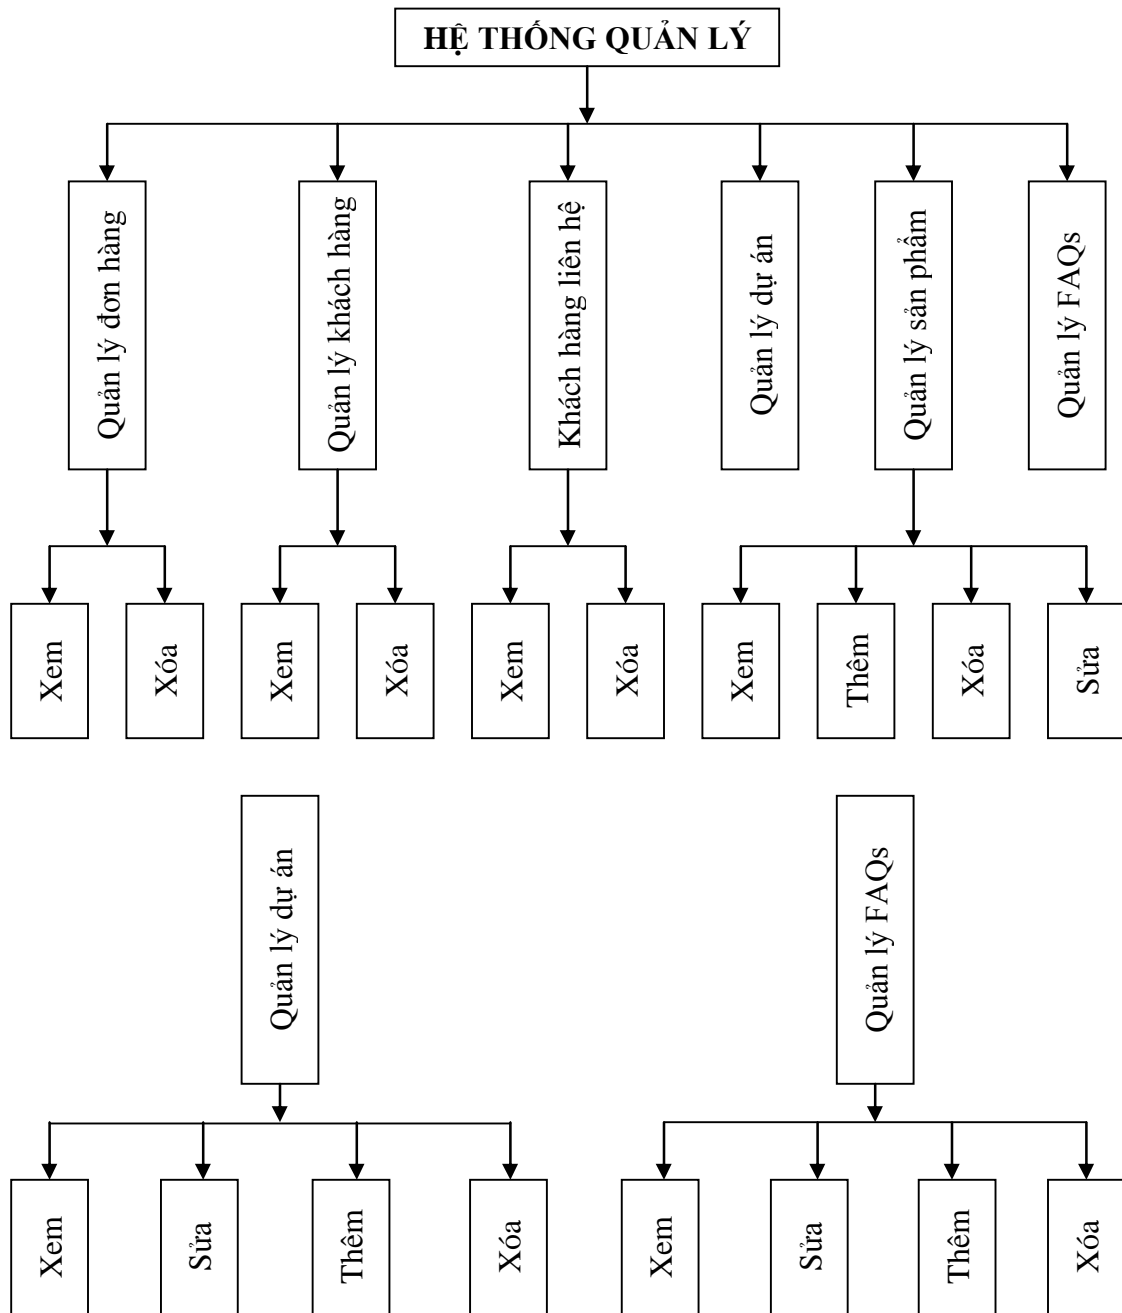 HỆ THỐNG QUẢN LÝ
Quản lý đơn hàng
Quản lý khách hàng
Khách hàng liên hệ
Quản lý dự án
Quản lý sản phẩm
Quản lý FAQs
Xem
Xóa
Xem
Xóa
Xem
Xóa
Xem
Thêm
Xóa
Sửa
Quản lý dự án
Quản lý FAQs
Xem
Sửa
Thêm
Xóa
Xem
Sửa
Thêm
Xóa